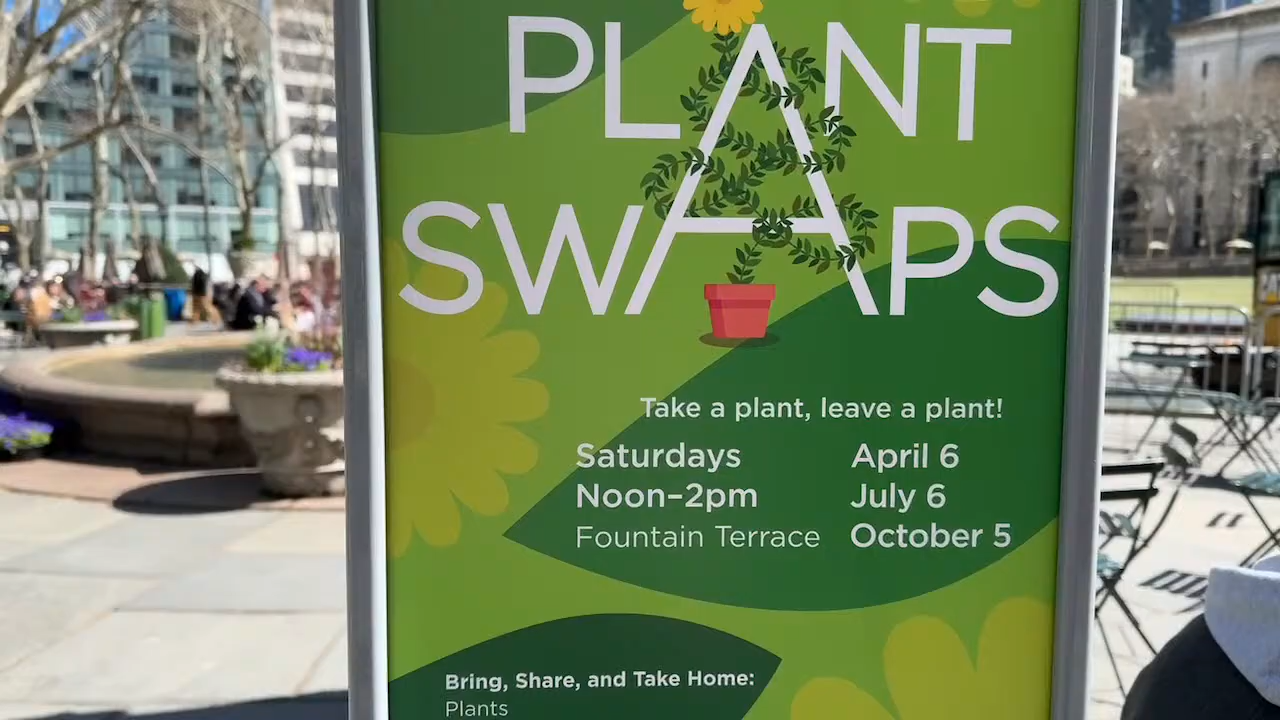 PLANT
SWAPS
Take a plant, leave a plant!
Saturdays
Noon–2pm
Fountain Terrace
April 6
July 6
October 5
Bring, Share, and Take Home:
Plants